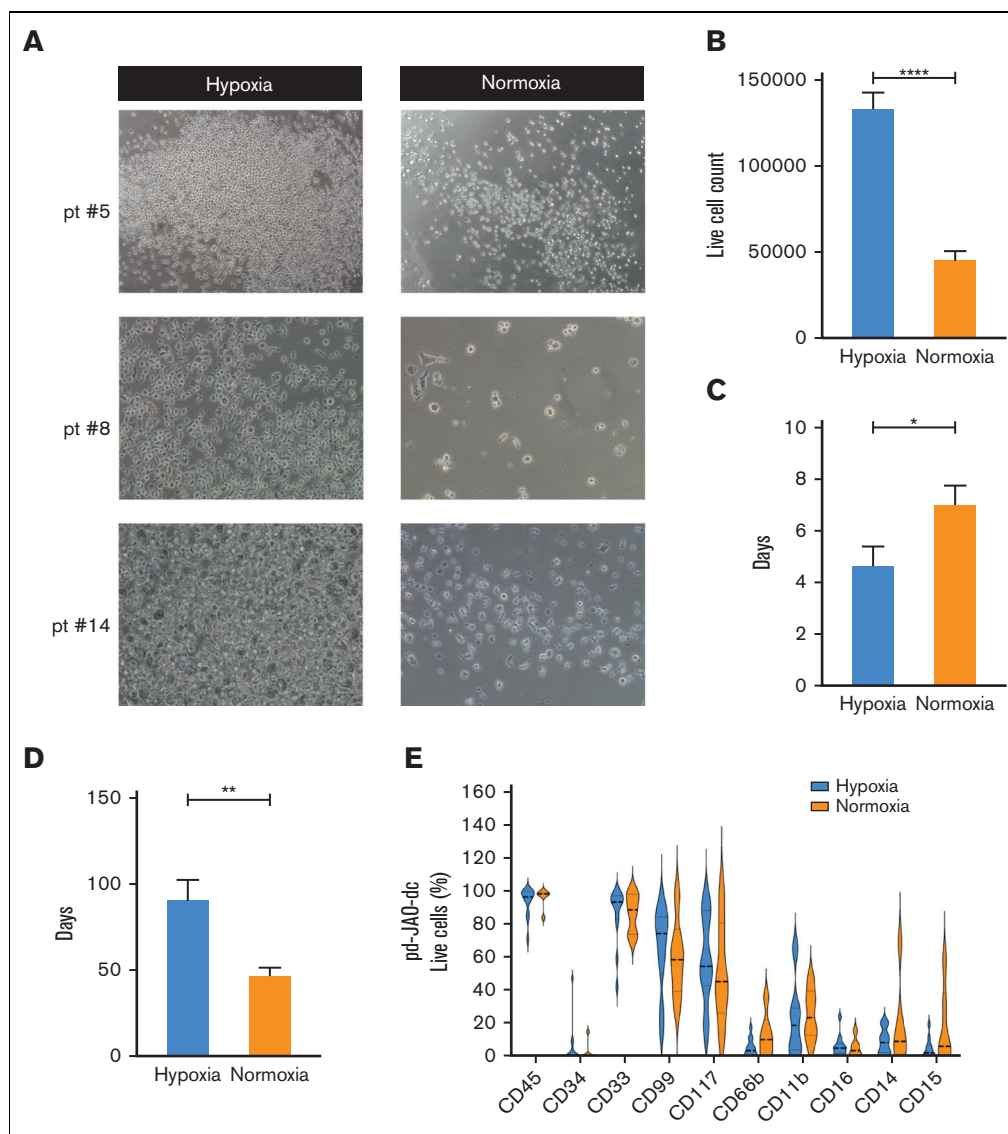 A
Hypoxia
Normoxia
pt #5
pt #8
pt #14
B
Live cell count
150000
100000
50000
0
****
Hypoxia Normoxia
C
Days
10
8
6
4
2
0
*
Hypoxia Normoxia
D
Days
150
100
50
0
**
Hypoxia Normoxia
E
pd-JAO-dc
Live cells (%)
160
140
120
100
80
60
40
20
0
Hypoxia
Normoxia
CD45
CD34
CD33
CD99
CD117
CD66b
CD11b
CD16
CD14
CD15